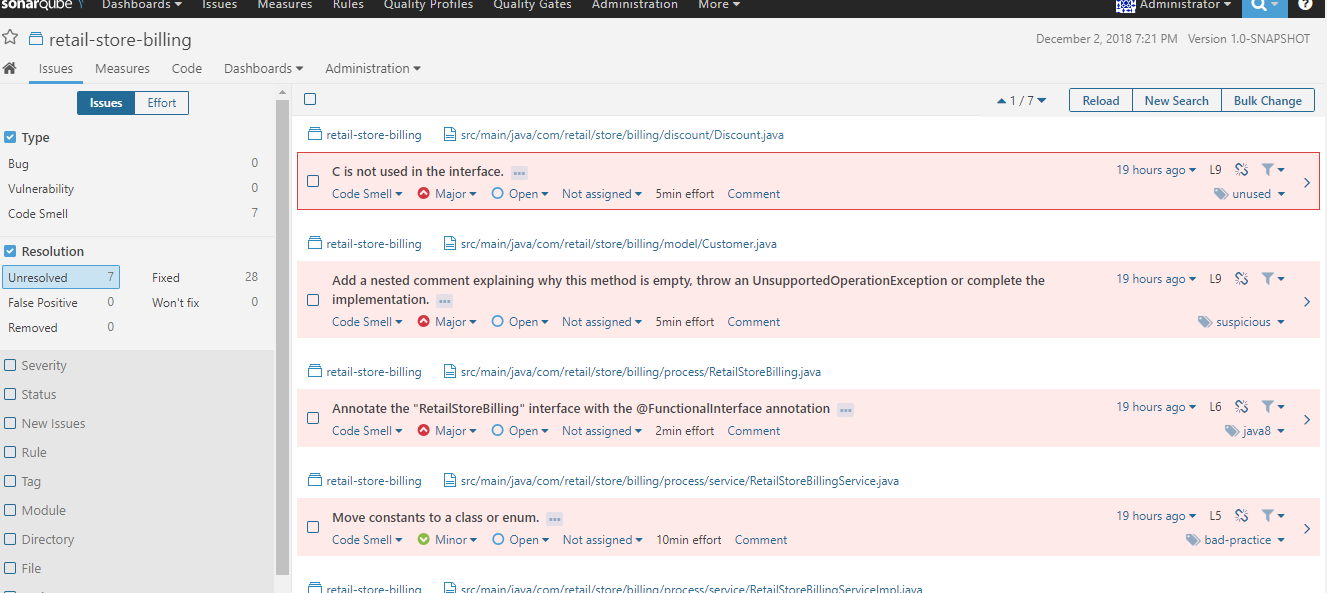 sonarqube Dashboards Issues Measures Rules Quality Profiles Quality Gates Administration More Administrator ?
retail-store-billing
December 2, 2018 7:21 PM Version 1.0-SNAPSHOT
Issues Measures Code Dashboards Administration
Issues Effort
1 / 7 Reload New Search Bulk Change
Type
Bug 0
Vulnerability 0
Code Smell 7
Resolution
Unresolved 7 Fixed 28
False Positive 0 Won't fix 0
Removed 0
Severity
Status
New Issues
Rule
Tag
Module
Directory
File
retail-store-billing src/main/java/com/retail/store/billing/discount/Discount.java
C is not used in the interface. ...
19 hours ago L9
Code Smell Major Open Not assigned 5min effort Comment
unused
retail-store-billing src/main/java/com/retail/store/billing/model/Customer.java
Add a nested comment explaining why this method is empty, throw an UnsupportedOperationException or complete the
implementation. ...
19 hours ago L9
Code Smell Major Open Not assigned 5min effort Comment
suspicious
retail-store-billing src/main/java/com/retail/store/billing/process/RetailStoreBilling.java
Annotate the "RetailStoreBilling" interface with the @FunctionalInterface annotation ...
19 hours ago L6
Code Smell Major Open Not assigned 2min effort Comment
java8
retail-store-billing src/main/java/com/retail/store/billing/process/service/RetailStoreBillingService.java
Move constants to a class or enum. ...
19 hours ago L5
Code Smell Minor Open Not assigned 10min effort Comment
bad-practice
retail-store-billing src/main/java/com/retail/store/billing/process/service/RetailStoreBillingServiceImpl.java